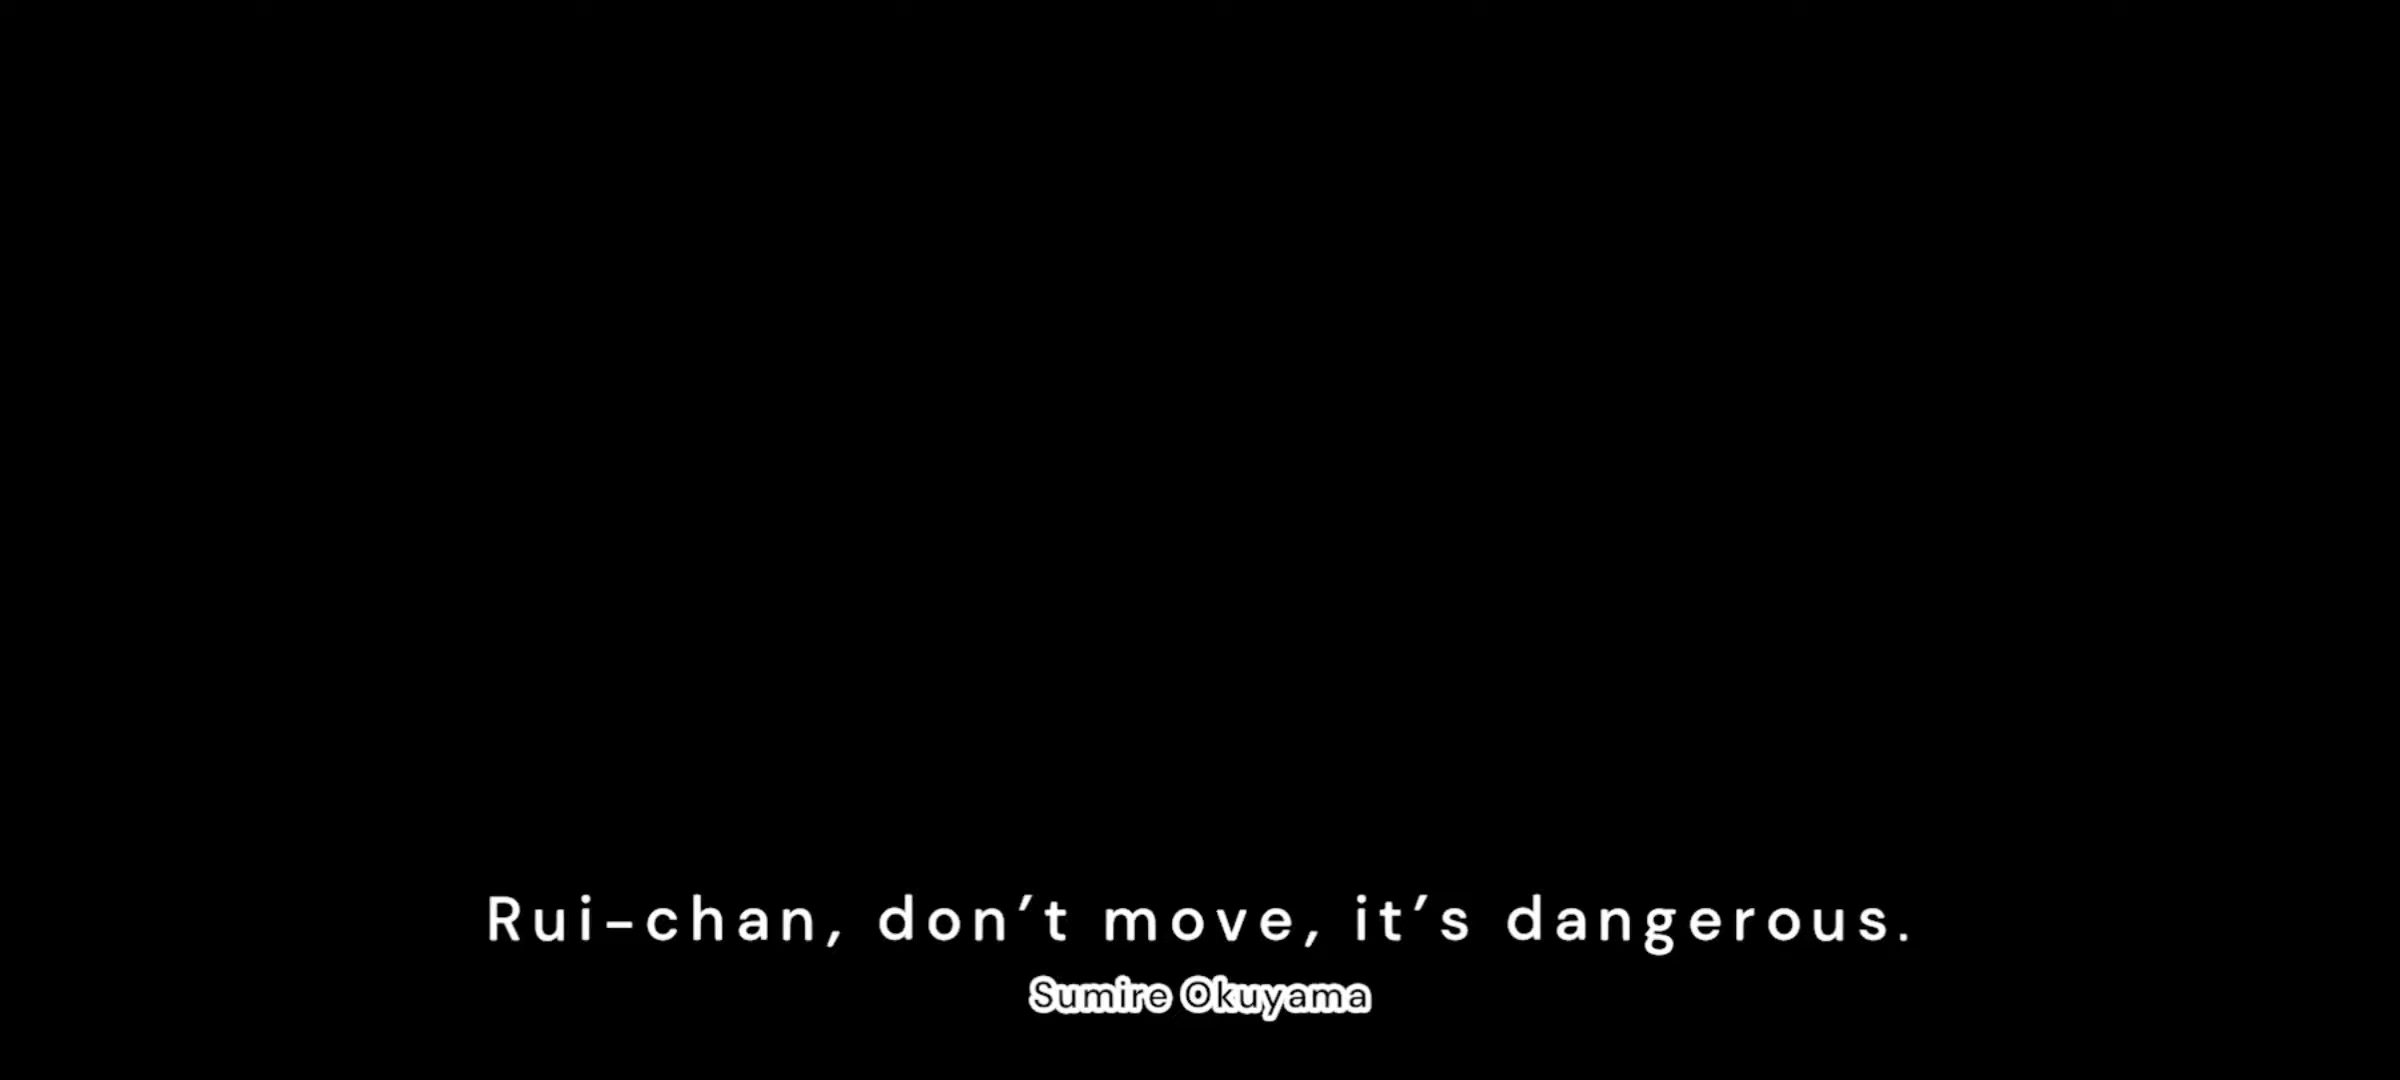 Rui-chan, don’t move, it’s dangerous.
Sumire Okuyama